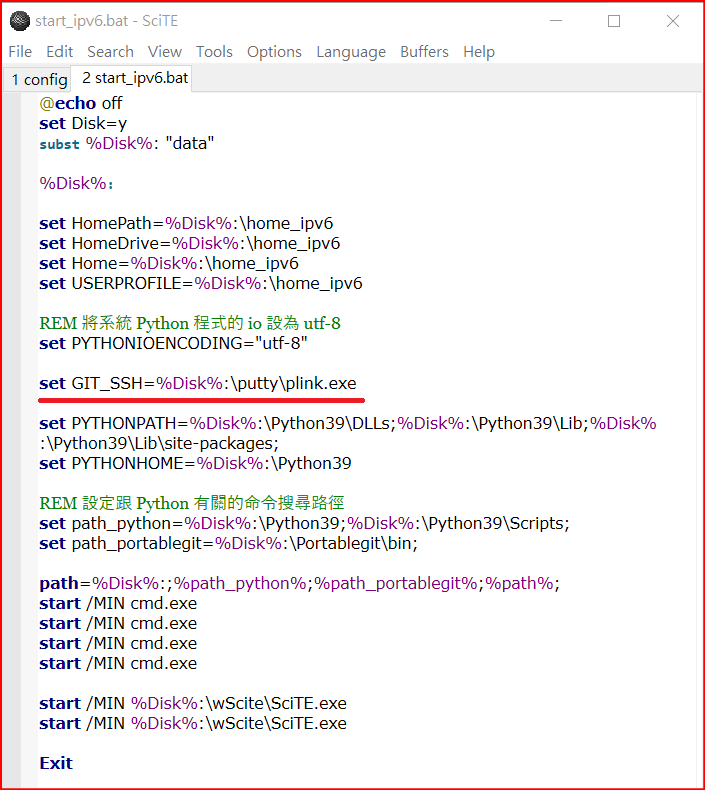 start_ipv6.bat - SciTE
File Edit Search View Tools Options Language Buffers Help
1 config 2 start_ipv6.bat
@echo off
set Disk=y
subst %Disk%: "data"
%Disk%:
set HomePath=%Disk%:\home_ipv6
set HomeDrive=%Disk%:\home_ipv6
set Home=%Disk%:\home_ipv6
set USERPROFILE=%Disk%:\home_ipv6
REM 將系統 Python 程式的 io 設為 utf-8
set PYTHONIOENCODING="utf-8"
set GIT_SSH=%Disk%:\putty\plink.exe
set PYTHONPATH=%Disk%:\Python39\DLLs;%Disk%:\Python39\Lib;%Disk%
:\Python39\Lib\site-packages;
set PYTHONHOME=%Disk%:\Python39
REM 設定跟 Python 有關的命令搜尋路徑
set path_python=%Disk%:\Python39;%Disk%:\Python39\Scripts;
set path_portablegit=%Disk%:\Portablegit\bin;
path=%Disk%:;%path_python%;%path_portablegit%;%path%;
start /MIN cmd.exe
start /MIN cmd.exe
start /MIN cmd.exe
start /MIN cmd.exe
start /MIN %Disk%:\wScite\SciTE.exe
start /MIN %Disk%:\wScite\SciTE.exe
Exit